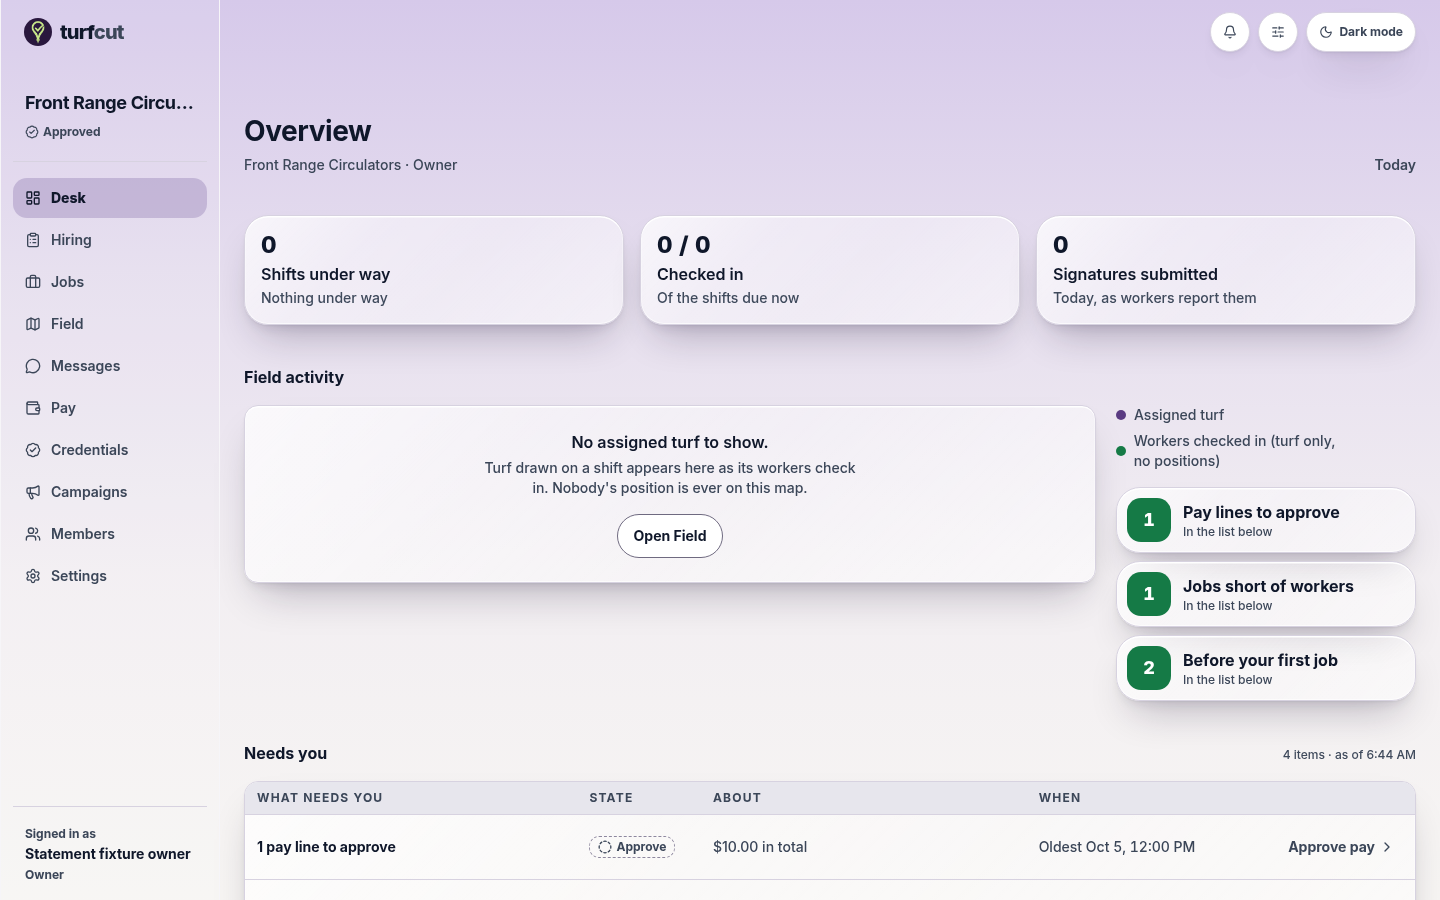 turfcut
Dark mode
Front Range Circu...
Approved
Desk
Hiring
Jobs
Field
Messages
Pay
Credentials
Campaigns
Members
Settings
Signed in as
Statement fixture owner
Owner
Overview
Front Range Circulators · Owner
Today
0
Shifts under way
Nothing under way
0 / 0
Checked in
Of the shifts due now
0
Signatures submitted
Today, as workers report them
Field activity
No assigned turf to show.
Turf drawn on a shift appears here as its workers check
in. Nobody's position is ever on this map.
Open Field
Assigned turf
Workers checked in (turf only,
no positions)
1
Pay lines to approve
In the list below
1
Jobs short of workers
In the list below
2
Before your first job
In the list below
Needs you
4 items · as of 6:44 AM
WHAT NEEDS YOU STATE ABOUT WHEN
1 pay line to approve Approve $10.00 in total Oldest Oct 5, 12:00 PM Approve pay